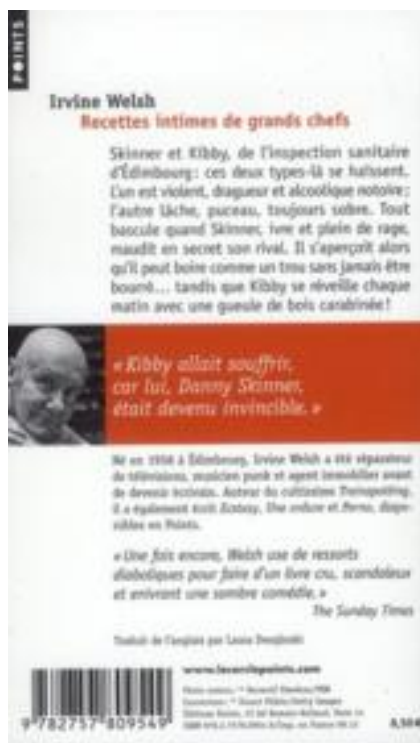 POINTS
Irvine Welsh
Recettes intimes de grands chefs
Skinner et Kibby, de l'inspection sanitaire
d'Édimbourg : ces deux types-là se haïssent.
L'un est violent, dragueur et alcoolique notoire ;
l'autre lâche, puceau, toujours sobre. Tout
bascule quand Skinner, ivre et plein de rage,
maudit en secret son rival. Il s'aperçoit alors
qu'il peut boire comme un trou sans jamais être
bourré… tandis que Kibby se réveille chaque
matin avec une gueule de bois carabinée !
« Kibby allait souffrir,
car lui, Danny Skinner,
était devenu invincible. »
Né en 1958 à Édimbourg, Irvine Welsh a été réparateur
de télévisions, musicien punk et agent immobilier avant
de devenir écrivain. Auteur du cultissime Trainspotting,
il a également écrit Ecstasy, Une ordure et Porno, dispo-
nibles en Points.
« Une fois encore, Welsh use de ressorts
diaboliques pour faire d'un livre cru, scandaleux
et enivrant une sombre comédie. »
The Sunday Times
Traduit de l'anglais par Laura
www.lecerclepoints.com
9 782757 809549